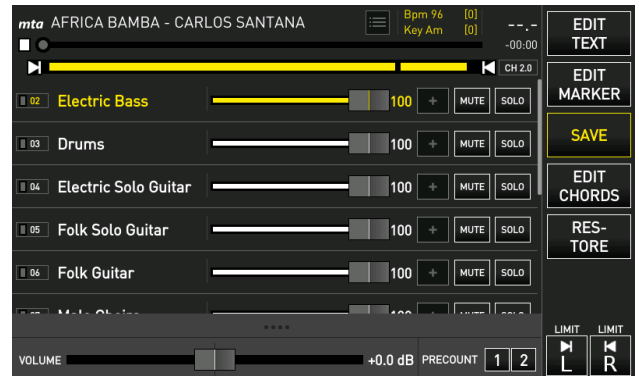 mta AFRICA BAMBA - CARLOS SANTANA
Bpm 96 [0]
Key Am [0]
--.-
-00:00
CH 2.0
02 Electric Bass 100 + MUTE SOLO
03 Drums 100 + MUTE SOLO
04 Electric Solo Guitar 100 + MUTE SOLO
05 Folk Solo Guitar 100 + MUTE SOLO
06 Folk Guitar 100 + MUTE SOLO
VOLUME +0.0 dB PRECOUNT 1 2
EDIT
TEXT
EDIT
MARKER
SAVE
EDIT
CHORDS
RES-
TORE
LIMIT LIMIT
L R